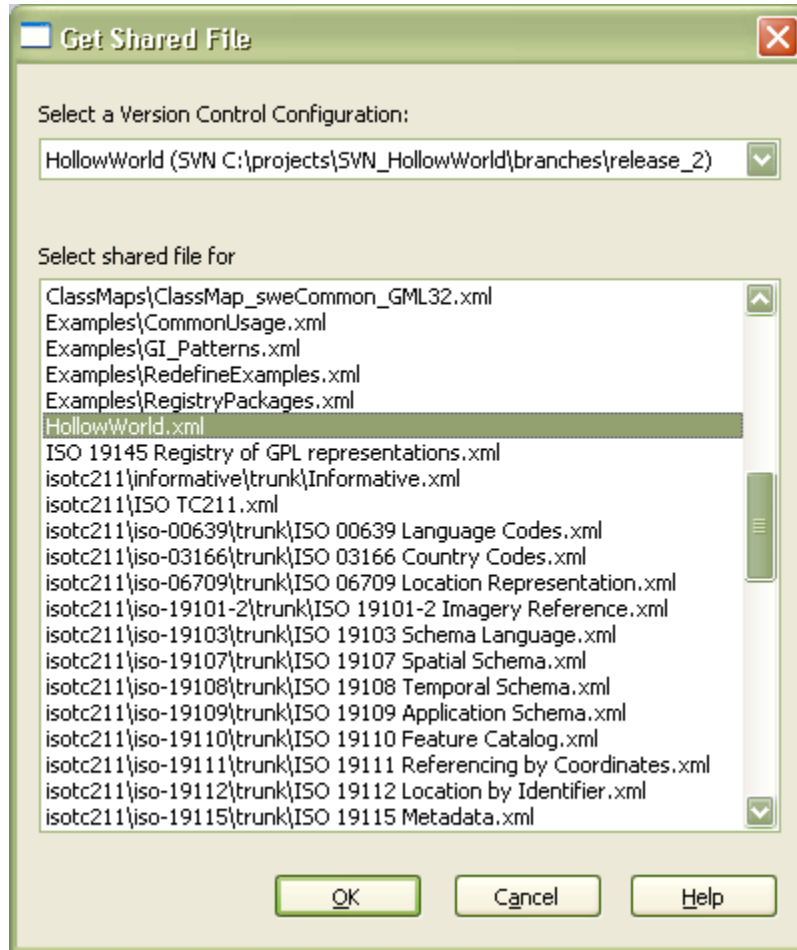 Get Shared File
Select a Version Control Configuration:
HollowWorld (SVN C:\projects\SVN_HollowWorld\branches\release_2)
Select shared file for
ClassMaps\ClassMap_sweCommon_GML32.xml
Examples\CommonUsage.xml
Examples\GI_Patterns.xml
Examples\RedefineExamples.xml
Examples\RegistryPackages.xml
HollowWorld.xml
ISO 19145 Registry of GPL representations.xml
isotc211\informative\trunk\Informative.xml
isotc211\ISO TC211.xml
isotc211\iso-00639\trunk\ISO 00639 Language Codes.xml
isotc211\iso-03166\trunk\ISO 03166 Country Codes.xml
isotc211\iso-06709\trunk\ISO 06709 Location Representation.xml
isotc211\iso-19101-2\trunk\ISO 19101-2 Imagery Reference.xml
isotc211\iso-19103\trunk\ISO 19103 Schema Language.xml
isotc211\iso-19107\trunk\ISO 19107 Spatial Schema.xml
isotc211\iso-19108\trunk\ISO 19108 Temporal Schema.xml
isotc211\iso-19109\trunk\ISO 19109 Application Schema.xml
isotc211\iso-19110\trunk\ISO 19110 Feature Catalog.xml
isotc211\iso-19111\trunk\ISO 19111 Referencing by Coordinates.xml
isotc211\iso-19112\trunk\ISO 19112 Location by Identifier.xml
isotc211\iso-19115\trunk\ISO 19115 Metadata.xml
OK Cancel Help